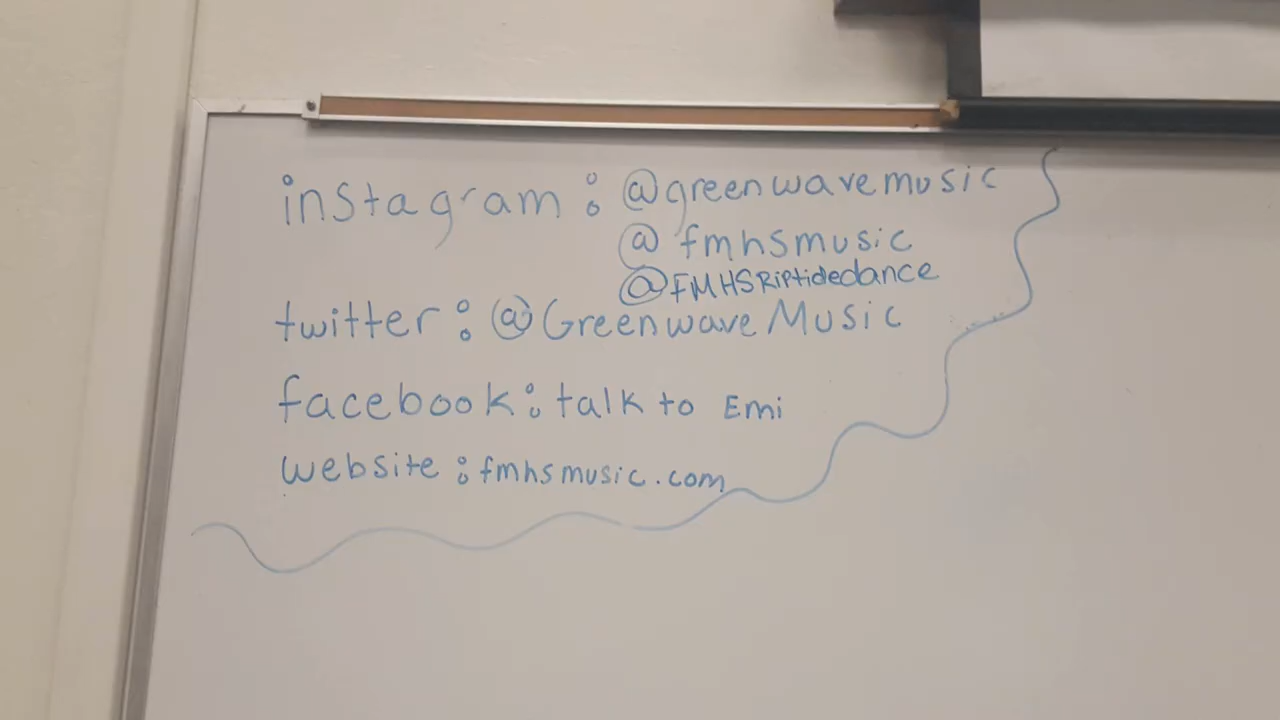 instagram: @greenwavemusic
@fmhsmusic
@FMHSRiptidedance
twitter: @GreenwaveMusic
facebook: talk to Emi
website: fmhsmusic.com